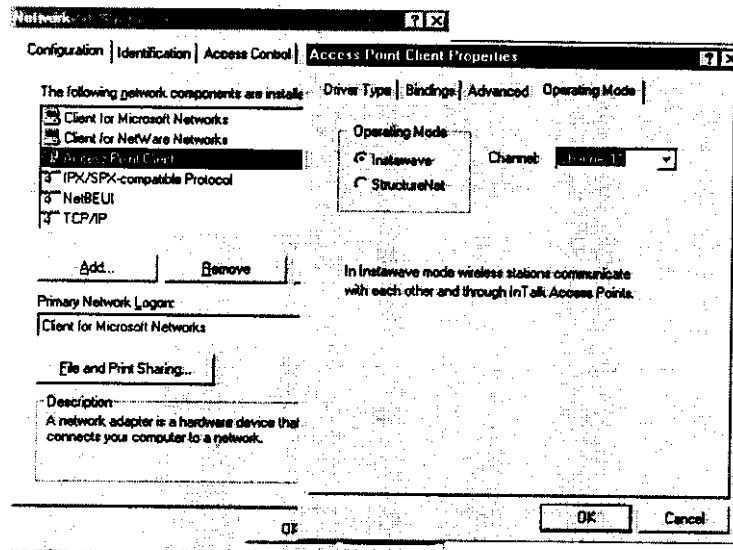 Network
Configuration
Identification
Access Control
The following network components are installe
Client for Microsoft Networks
Client for NetWare Networks
Access Point Client
IPX/SPX-compatible Protocol
NetBEUI
TCP/IP
Add...
Remove
Primary Network Logon:
Client for Microsoft Networks
File and Print Sharing...
Description
A network adapter is a hardware device that
connects your computer to a network.
Access Point Client Properties
Driver Type
Bindings
Advanced
Operating Mode
Operating Mode
Instawave
StructureNet
Channel:
In Instawave mode wireless stations communicate
with each other and through InTalk Access Points.
OK
Cancel